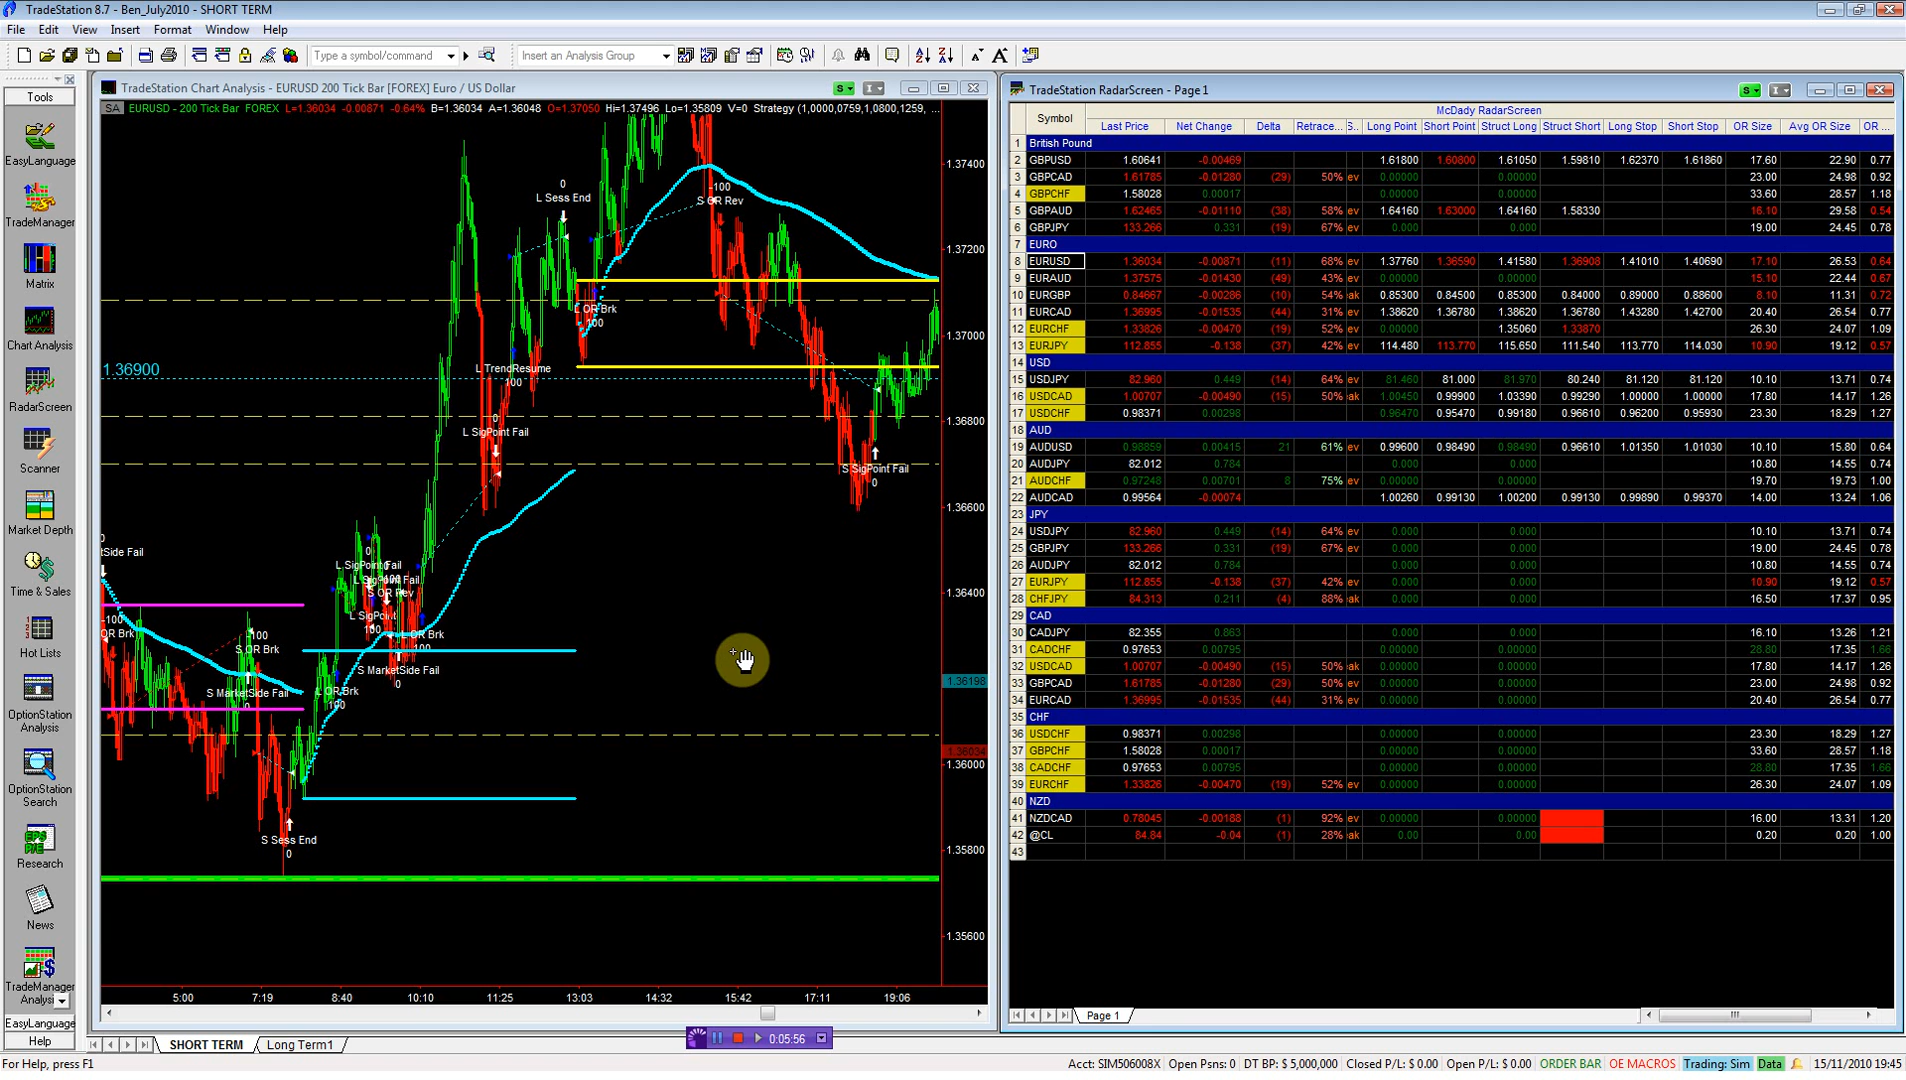 TradeStation 8.7 - Ben_July2010 - SHORT TERM
File Edit View Insert Format Window Help
Type a symbol/command Insert an Analysis Group
Tools
EasyLanguage
TradeManager
Matrix
Chart Analysis
RadarScreen
Scanner
Market Depth
Time & Sales
Hot Lists
OptionStation
Analysis
OptionStation
Search
Research
News
TradeManager
Analysi
EasyLanguage
Help
TradeStation Chart Analysis - EURUSD 200 Tick Bar [FOREX] Euro / US Dollar
SA EURUSD - 200 Tick Bar FOREX L=1.36034 -0.00871 -0.64% B=1.36034 A=1.36048 O=1.37050 Hi=1.37496 Lo=1.35809 V=0 Strategy (1,0000,0759,1,0800,1259, ...
1.37400
1.37200
1.37000
1.36800
1.36600
1.36400
1.36198
1.36034
1.36000
1.35800
1.35600
1.36900
0
L Sess End
-100
S OR Rev
L OR Brk
100
L TrendResume
100
0
L SigPoint Fail
S SigPoint Fail
0
0
tSide Fail
L SigPoint Fail
L SigPoint Fail
S OR Rev
L SigPoint
100
OR Brk
100
S MarketSide Fail
0
-100
OR Brk
-100
S OR Brk
S MarketSide Fail
0
L OR Brk
100
S Sess End
0
5:00 7:19 8:40 10:10 11:25 13:03 14:32 15:42 17:11 19:06
TradeStation RadarScreen - Page 1
McDady RadarScreen
Symbol Last Price Net Change Delta Retrace... S.. Long Point Short Point Struct Long Struct Short Long Stop Short Stop OR Size Avg OR Size OR ...
1 British Pound
2 GBPUSD 1.60641 -0.00469 1.61800 1.60800 1.61050 1.59810 1.62370 1.61860 17.60 22.90 0.77
3 GBPCAD 1.61785 -0.01280 (29) 50% ev 0.00000 0.00000 23.00 24.98 0.92
4 GBPCHF 1.58028 0.00017 0.00000 0.00000 33.60 28.57 1.18
5 GBPAUD 1.62465 -0.01110 (38) 58% ev 1.64160 1.63000 1.64160 1.58330 16.10 29.58 0.54
6 GBPJPY 133.266 0.331 (19) 67% ev 0.000 0.000 19.00 24.45 0.78
7 EURO
8 EURUSD 1.36034 -0.00871 (11) 68% ev 1.37760 1.36590 1.41580 1.36908 1.41010 1.40690 17.10 26.53 0.64
9 EURAUD 1.37575 -0.01430 (49) 43% ev 0.00000 0.00000 15.10 22.44 0.67
10 EURGBP 0.84667 -0.00286 (10) 54% ak 0.85300 0.84500 0.85300 0.84000 0.89000 0.88600 8.10 11.31 0.72
11 EURCAD 1.36995 -0.01535 (44) 31% ev 1.38620 1.36780 1.38620 1.36780 1.43280 1.42700 20.40 26.54 0.77
12 EURCHF 1.33826 -0.00470 (19) 52% ev 1.35060 1.33870 26.30 24.07 1.09
13 EURJPY 112.855 -0.138 (37) 42% ev 114.480 113.770 115.650 111.540 113.770 114.030 10.90 19.12 0.57
14 USD
15 USDJPY 82.960 0.449 (14) 64% ev 81.460 81.000 81.970 80.240 81.120 81.120 10.10 13.71 0.74
16 USDCAD 1.00707 -0.00490 (15) 50% ak 1.00450 0.99900 1.03390 0.99290 1.00000 1.00000 17.80 14.17 1.26
17 USDCHF 0.98371 0.00298 0.96470 0.95470 0.99180 0.96610 0.96200 0.95930 23.30 18.29 1.27
18 AUD
19 AUDUSD 0.98859 0.00415 21 61% ev 0.99600 0.98490 0.98490 0.96610 1.01350 1.01030 10.10 15.80 0.64
20 AUDJPY 82.012 0.784 0.000 0.000 10.80 14.55 0.74
21 AUDCHF 0.97248 0.00801 8 75% ev 0.00000 0.00000 19.70 19.73 1.00
22 AUDCAD 0.99564 -0.00074 1.00260 0.99130 1.00200 0.99130 0.99890 0.99370 14.00 13.24 1.06
23 JPY
24 USDJPY 82.960 0.449 (14) 64% ev 0.000 0.000 10.10 13.71 0.74
25 GBPJPY 133.266 0.331 (19) 67% ev 0.000 0.000 19.00 24.45 0.78
26 AUDJPY 82.012 0.784 0.000 0.000 10.80 14.55 0.74
27 EURJPY 112.855 -0.138 (37) 42% ev 0.000 0.000 10.90 19.12 0.57
28 CHFJPY 84.313 0.211 (4) 88% ak 0.000 0.000 16.50 17.37 0.95
29 CAD
30 CADJPY 82.355 0.863 0.000 0.000 16.10 13.26 1.21
31 CADCHF 0.97653 0.00795 0.00000 0.00000 28.80 17.35 1.66
32 USDCAD 1.00707 -0.00490 (15) 50% ak 0.00000 0.00000 17.80 14.17 1.26
33 GBPCAD 1.61785 -0.01280 (29) 50% ev 0.00000 0.00000 23.00 24.98 0.92
34 EURCAD 1.36995 -0.01535 (44) 31% ev 0.00000 0.00000 20.40 26.54 0.77
35 CHF
36 USDCHF 0.98371 0.00298 0.00000 0.00000 23.30 18.29 1.27
37 GBPCHF 1.58028 0.00017 0.00000 0.00000 33.60 28.57 1.18
38 CADCHF 0.97653 0.00795 0.00000 0.00000 28.80 17.35 1.66
39 EURCHF 1.33826 -0.00470 (19) 52% ev 0.00000 0.00000 26.30 24.07 1.09
40 NZD
41 NZDCAD 0.78045 -0.00188 (1) 92% ev 0.00000 0.00000 16.00 13.31 1.20
42 @CL 84.84 -0.04 (1) 28% ak 0.00 0.00 0.20 0.20 1.00
43
Page 1
SHORT TERM Long Term1
0:05:56
For Help, press F1
Acct: SIM506008X Open Psns: 0 DT BP: $ 5,000,000 Closed P/L: $ 0.00 Open P/L: $ 0.00 ORDER BAR OE MACROS Trading: Sim Data 15/11/2010 19:45